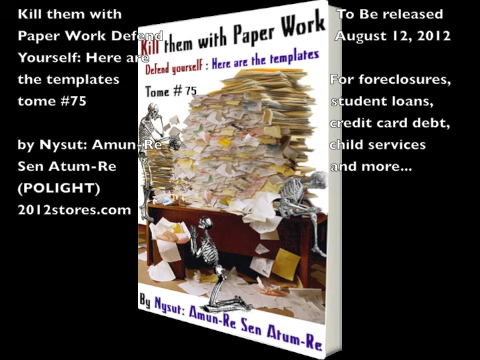 Kill them with
Paper Work Defend
Yourself: Here are
the templates
tome #75
by Nysut: Amun-Re
Sen Atum-Re
(POLIGHT)
2012stores.com
Kill them with Paper Work
Defend yourself : Here are the templates
Tome # 75
By Nysut: Amun-Re Sen Atum-Re
To Be released
August 12, 2012
For foreclosures,
student loans,
credit card debt,
child services
and more...